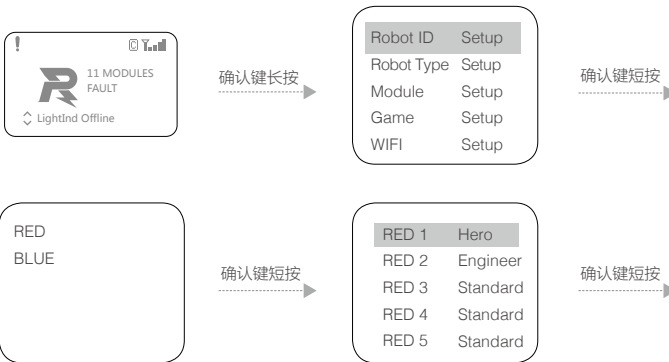 11 MODULES
FAULT
LightInd Offline
确认键长按
Robot ID Setup
Robot Type Setup
Module Setup
Game Setup
WIFI Setup
确认键短按
RED
BLUE
确认键短按
RED 1 Hero
RED 2 Engineer
RED 3 Standard
RED 4 Standard
RED 5 Standard
确认键短按